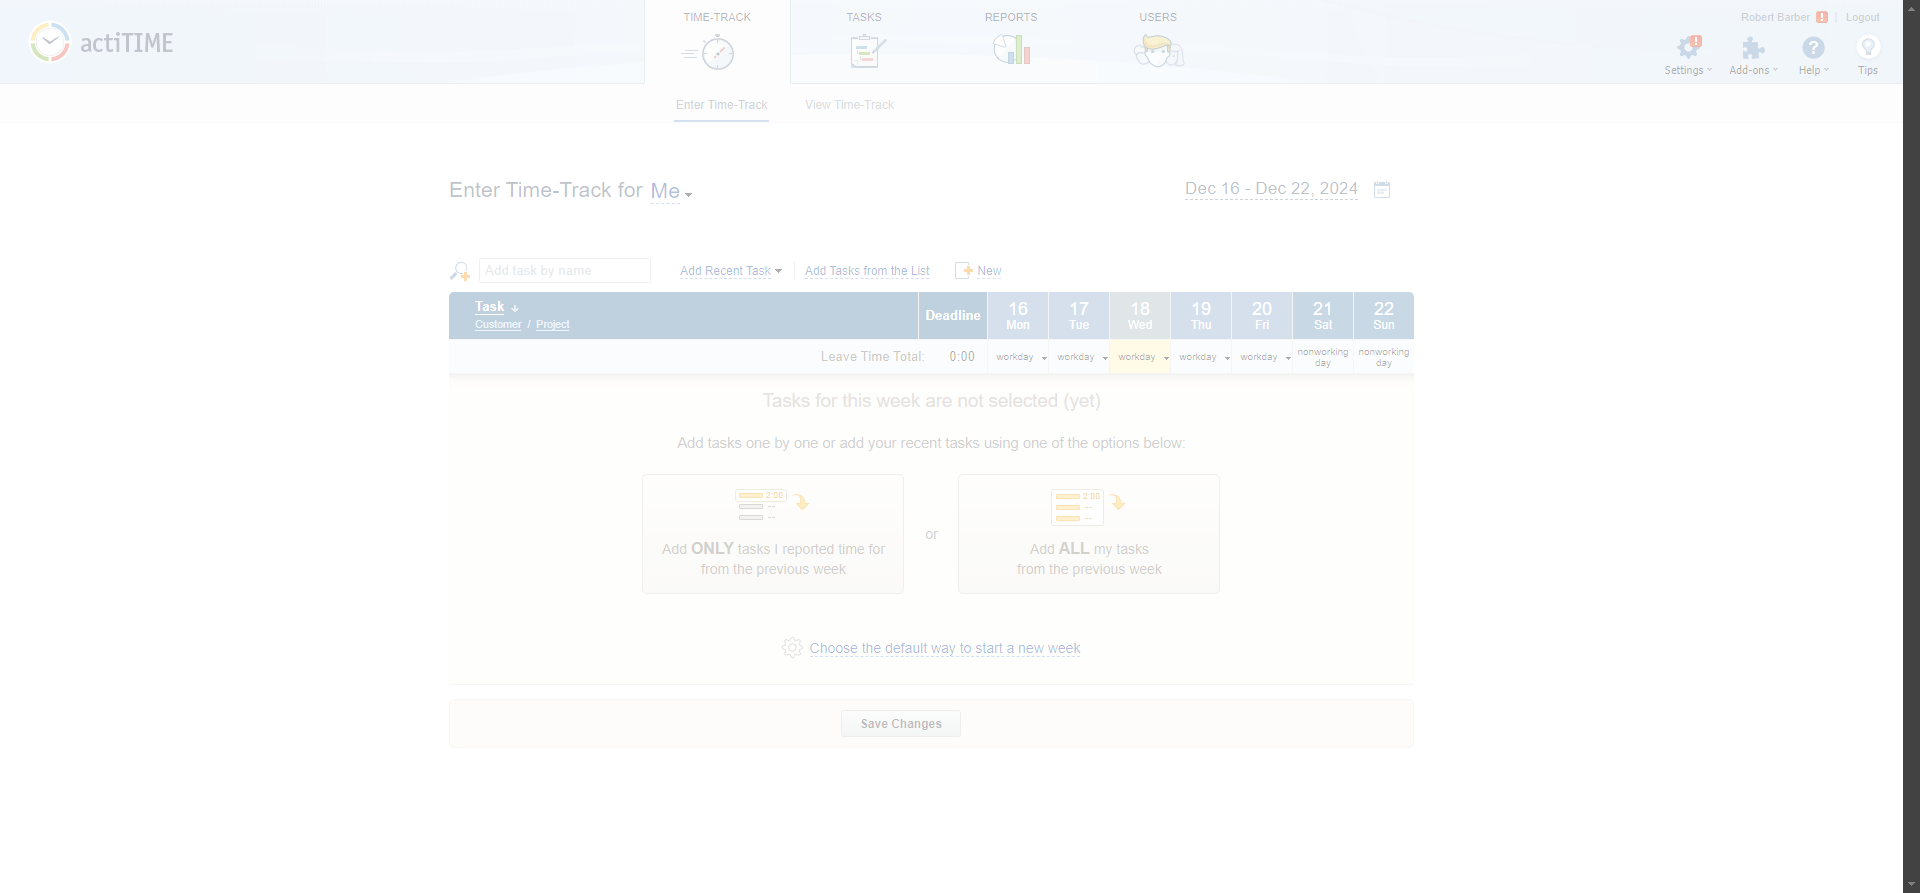 actiTIME
TIME-TRACK
TASKS
REPORTS
USERS
Robert Barber ! | Logout
Settings
Add-ons
Help
Tips
Enter Time-Track
View Time-Track
Enter Time-Track for Me
Dec 16 - Dec 22, 2024
Add task by name
Add Recent Task
Add Tasks from the List
New
Task
Customer / Project
Deadline
16 Mon
17 Tue
18 Wed
19 Thu
20 Fri
21 Sat
22 Sun
Leave Time Total: 0:00
workday
workday
workday
workday
workday
nonworking day
nonworking day
Tasks for this week are not selected (yet)
Add tasks one by one or add your recent tasks using one of the options below:
2:00
--
--
Add ONLY tasks I reported time for
from the previous week
or
2:00
--
--
Add ALL my tasks
from the previous week
Choose the default way to start a new week
Save Changes